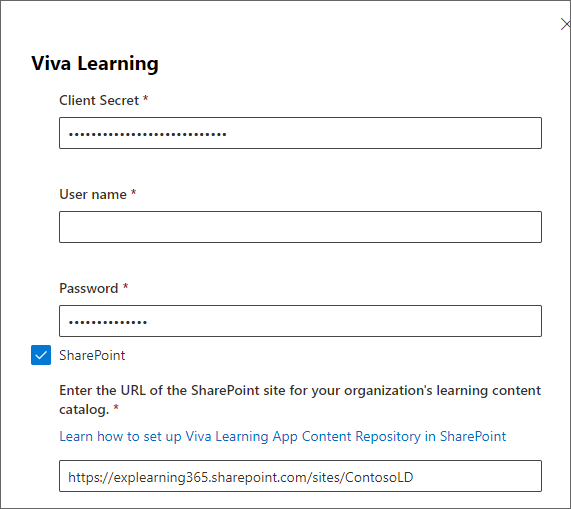 Viva Learning
Client Secret *
••••••••••••••••••••••••••••
User name *
Password *
••••••••••••••
SharePoint
Enter the URL of the SharePoint site for your organization's learning content
catalog. *
Learn how to set up Viva Learning App Content Repository in SharePoint
https://explearning365.sharepoint.com/sites/ContosoLD